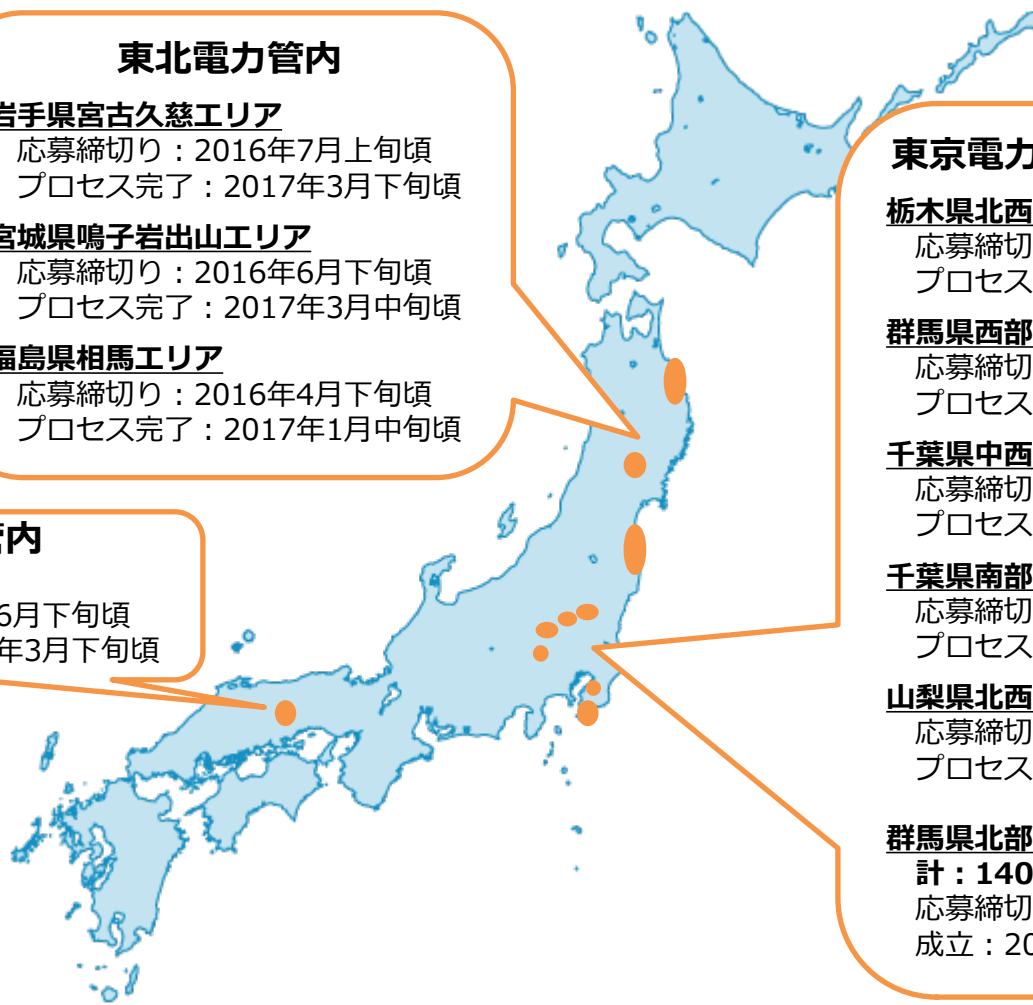 東北電力管内
岩手県宮古久慈エリア
応募締切り：2016年7月上旬頃
プロセス完了：2017年3月下旬頃
宮城県鳴子岩出山エリア
応募締切り：2016年6月下旬頃
プロセス完了：2017年3月中旬頃
福島県相馬エリア
応募締切り：2016年4月下旬頃
プロセス完了：2017年1月中旬頃
管内
6月下旬頃
年3月下旬頃
東京電力
栃木県北西
応募締切
プロセス
群馬県西部
応募締切
プロセス
千葉県中西
応募締切
プロセス
千葉県南部
応募締切
プロセス
山梨県北西
応募締切
プロセス
群馬県北部
計：140
応募締切
成立：20